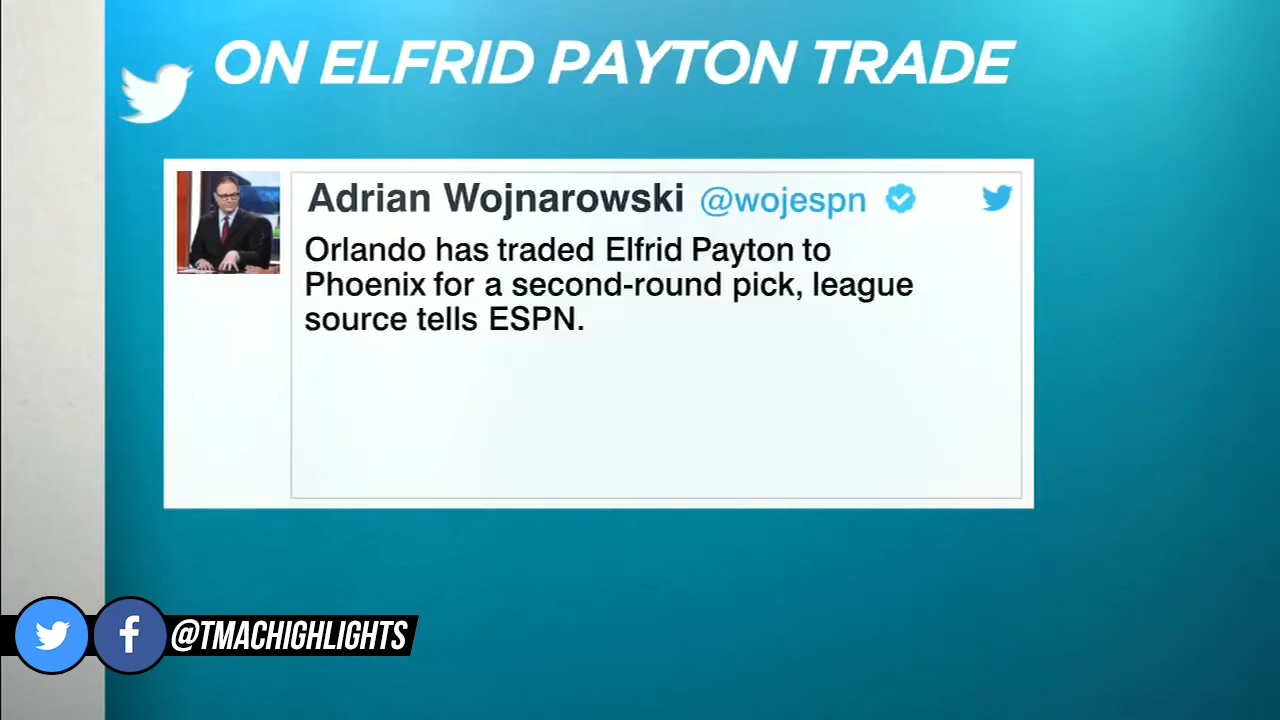 ON ELFRID PAYTON TRADE
Adrian Wojnarowski @wojespn
Orlando has traded Elfrid Payton to
Phoenix for a second-round pick, league
source tells ESPN.
@TMACHIGHLIGHTS